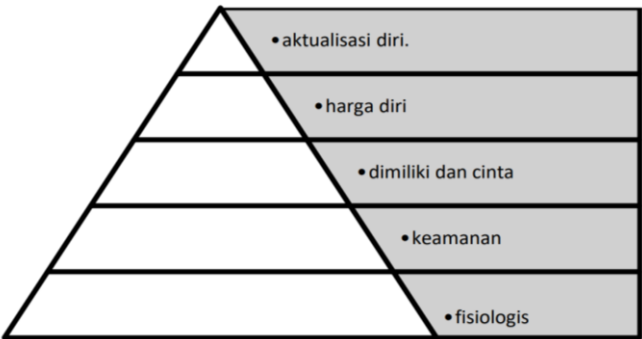 •aktualisasi diri.
•harga diri
•dimiliki dan cinta
•keamanan
•fisiologis